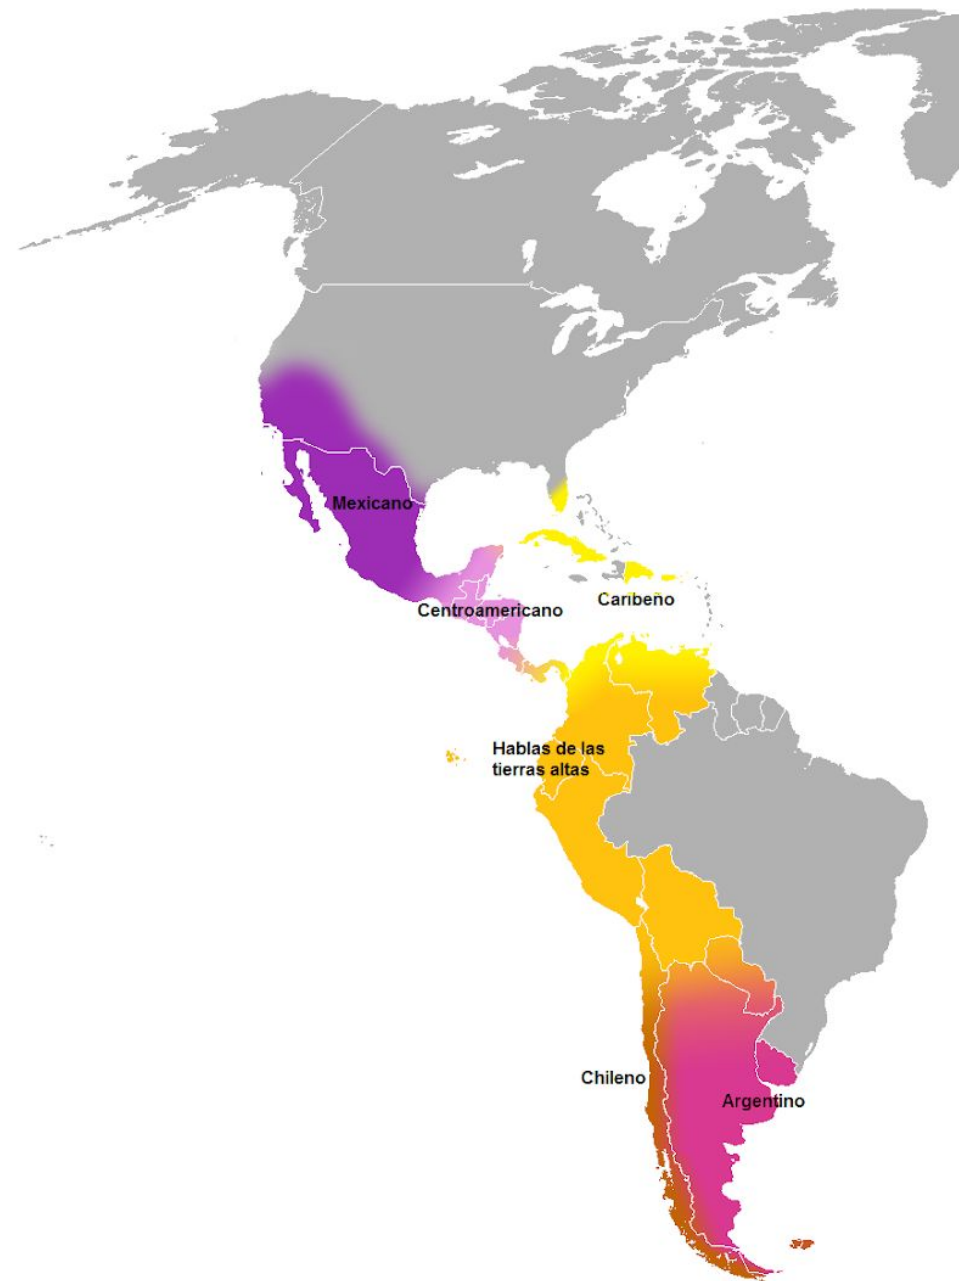 Mexicano
Centroamericano
Caribeño
Hablas de las
tierras altas
Chileno
Argentino